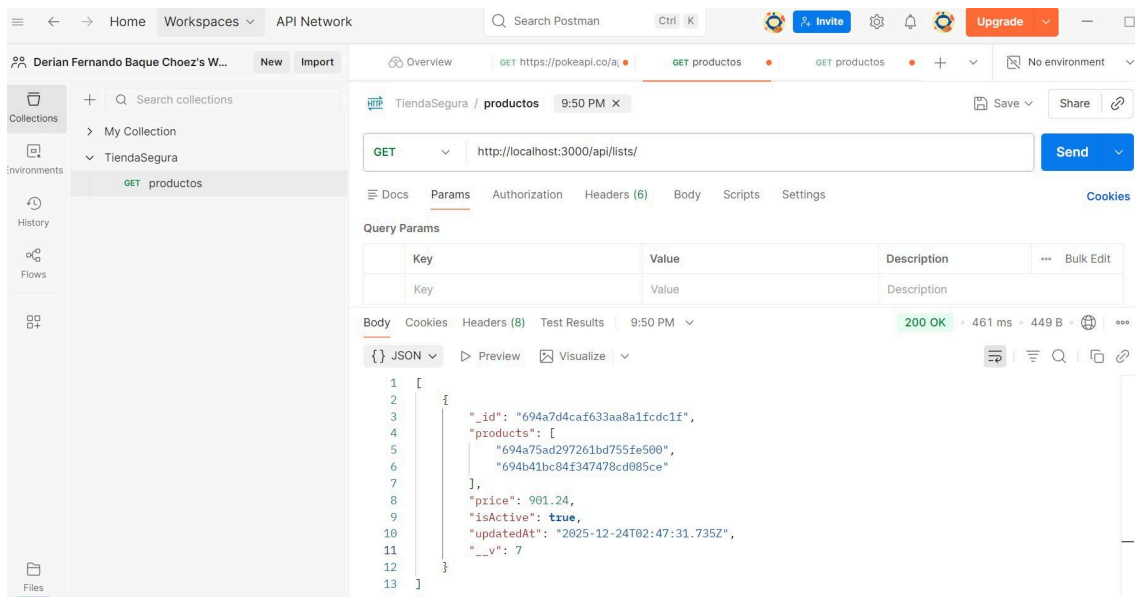 Home Workspaces API Network Search Postman Ctrl K Invite Upgrade
Derian Fernando Baque Choez's W... New Import Overview GET https://pokeapi.co/a GET productos GET productos No environment
Collections
Environments
History
Flows
Files
Search collections
My Collection
TiendaSegura
GET productos
HTTP TiendaSegura / productos 9:50 PM Save Share
GET http://localhost:3000/api/lists/ Send
Docs Params Authorization Headers (6) Body Scripts Settings Cookies
Query Params
Key Value Description Bulk Edit
Key Value Description
Body Cookies Headers (8) Test Results 9:50 PM 200 OK 461 ms 449 B
{} JSON Preview Visualize
1 [
2 {
3 "_id": "694a7d4caf633aa8a1fcdc1f",
4 "products": [
5 "694a75ad297261bd755fe500",
6 "694b41bc84f347478cd085ce"
7 ],
8 "price": 901.24,
9 "isActive": true,
10 "updatedAt": "2025-12-24T02:47:31.735Z",
11 "__v": 7
12 }
13 ]